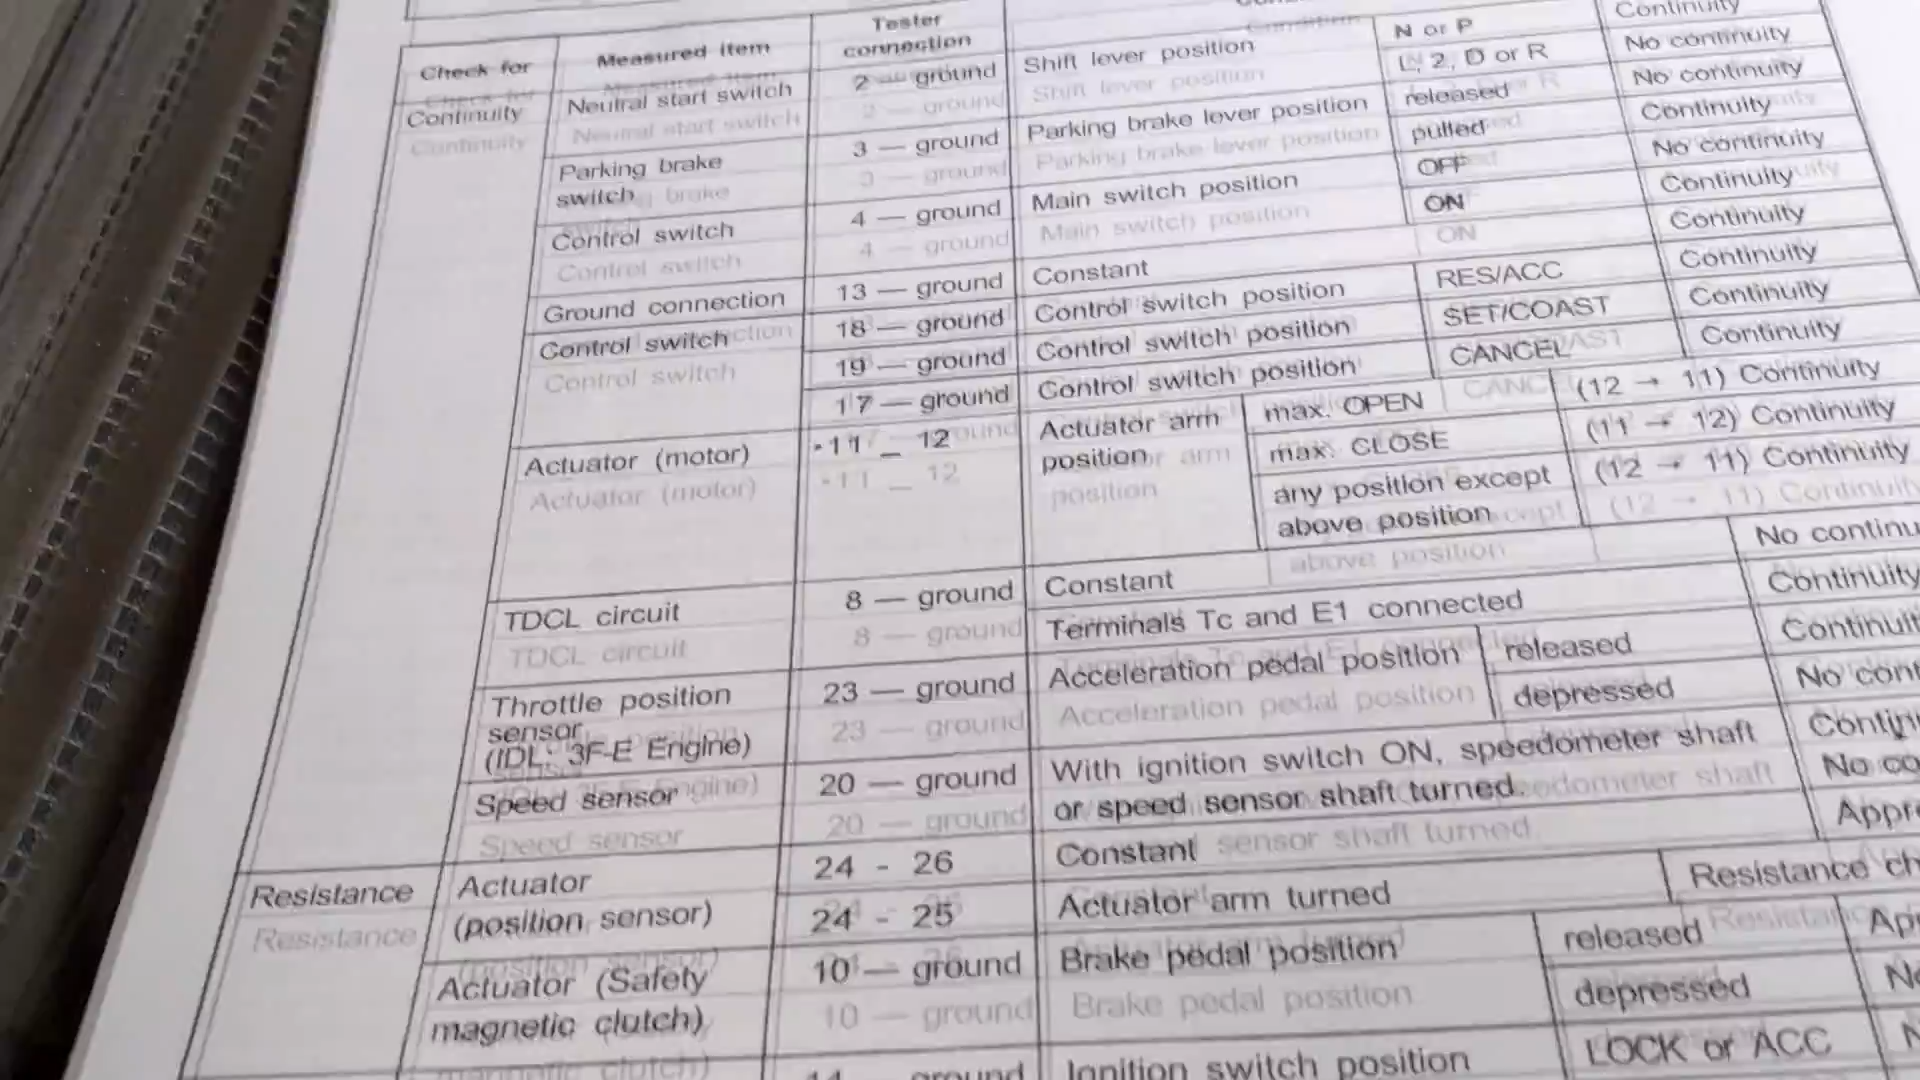 Check for
Measured item
Tester
connection
Condition
Continuity
Neutral start switch
2 — ground
Shift lever position
N or P
Continuity
L, 2, D or R
No continuity
Parking brake
switch
3 — ground
Parking brake lever position
released
No continuity
pulled
Continuity
Control switch
4 — ground
Main switch position
OFF
No continuity
ON
Continuity
Ground connection
13 — ground
Constant
Continuity
Control switch
18 — ground
Control switch position
RES/ACC
Continuity
19 — ground
Control switch position
SET/COAST
Continuity
17 — ground
Control switch position
CANCEL
Continuity
Actuator (motor)
*11 — 12
Actuator arm
position
max. OPEN
(12 → 11) Continuity
max. CLOSE
(11 → 12) Continuity
any position except
above position
(12 → 11) Continuity
TDCL circuit
8 — ground
Constant
No continu
Terminals Tc and E1 connected
Continuity
Throttle position
sensor
(IDL: 3F-E Engine)
23 — ground
Acceleration pedal position
released
Continuit
depressed
No cont
Speed sensor
20 — ground
With ignition switch ON, speedometer shaft
or speed sensor shaft turned.
Contin
No co
Resistance
Actuator
(position sensor)
24 - 26
Constant
Appr
24 - 25
Actuator arm turned
Resistance ch
Actuator (Safety
magnetic clutch)
10 — ground
Brake pedal position
released
Ap
depressed
No
14 — ground
Ignition switch position
LOCK or ACC
N